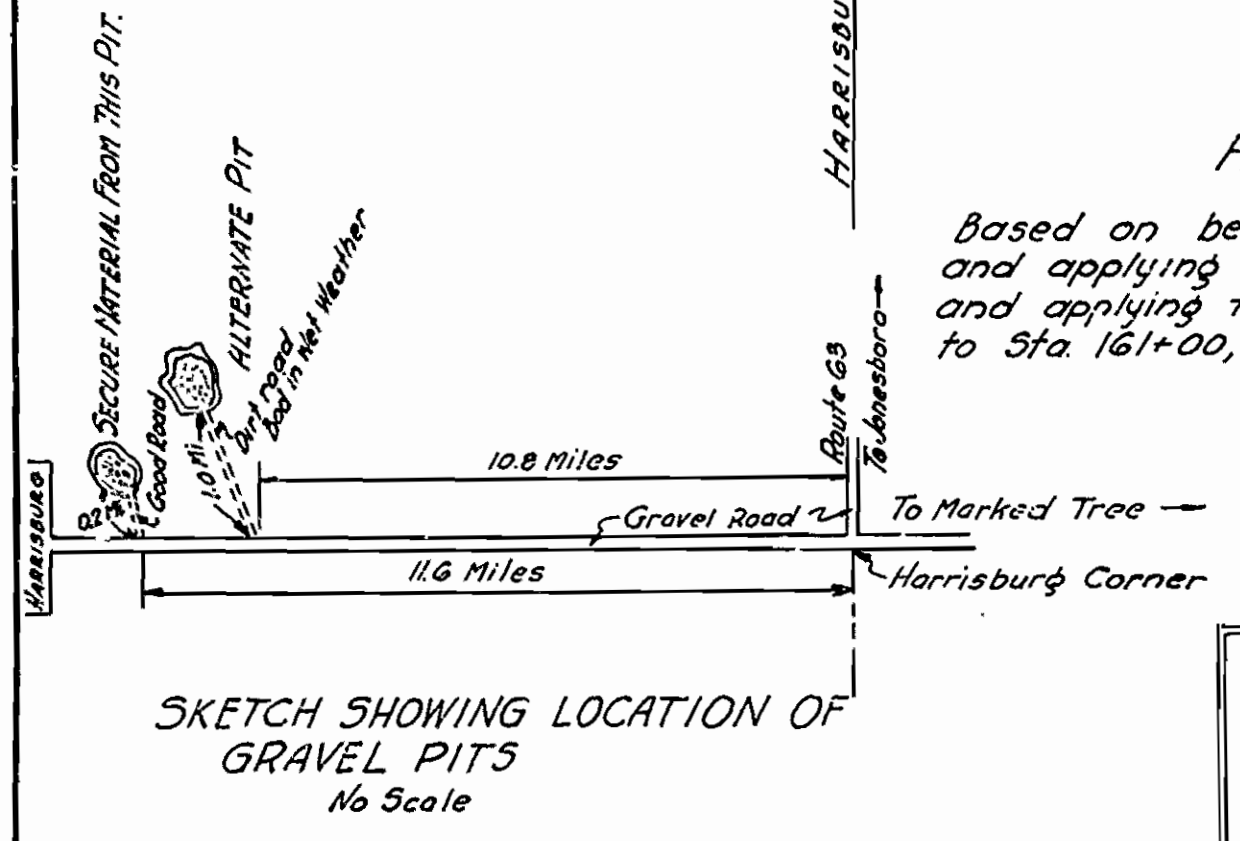 SECURE MATERIAL FROM THIS PIT.
ALTERNATE PIT
Dirt road
Bad in Wet Weather
Good Road
0.2 Mi
1.0 Mi
HARRISBURG
10.8 Miles
Gravel Road
11.6 Miles
HARRISBU
Route 63
To Jonesboro
To Marked Tree
Harrisburg Corner
Based on be
and applying
and applying
to Sta. 161+00,
SKETCH SHOWING LOCATION OF
GRAVEL PITS
No Scale